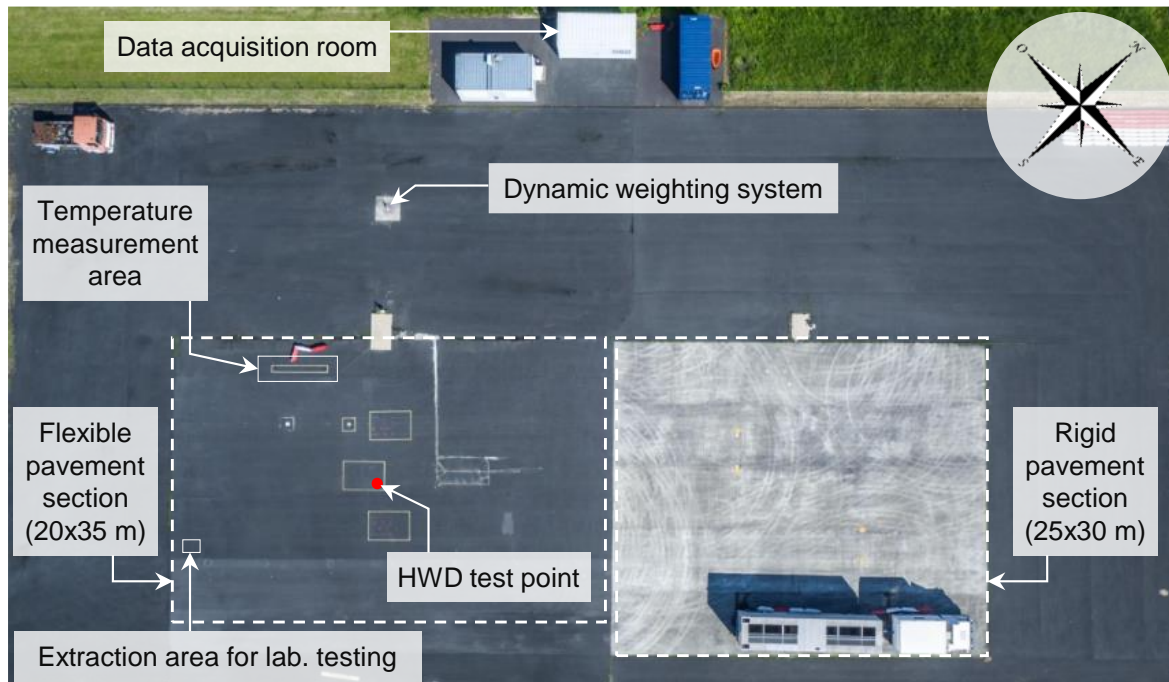 Data acquisition room
O
N
S
E
Dynamic weighting system
Temperature
measurement
area
Flexible
pavement
section
(20x35 m)
Rigid
pavement
section
(25x30 m)
HWD test point
Extraction area for lab. testing